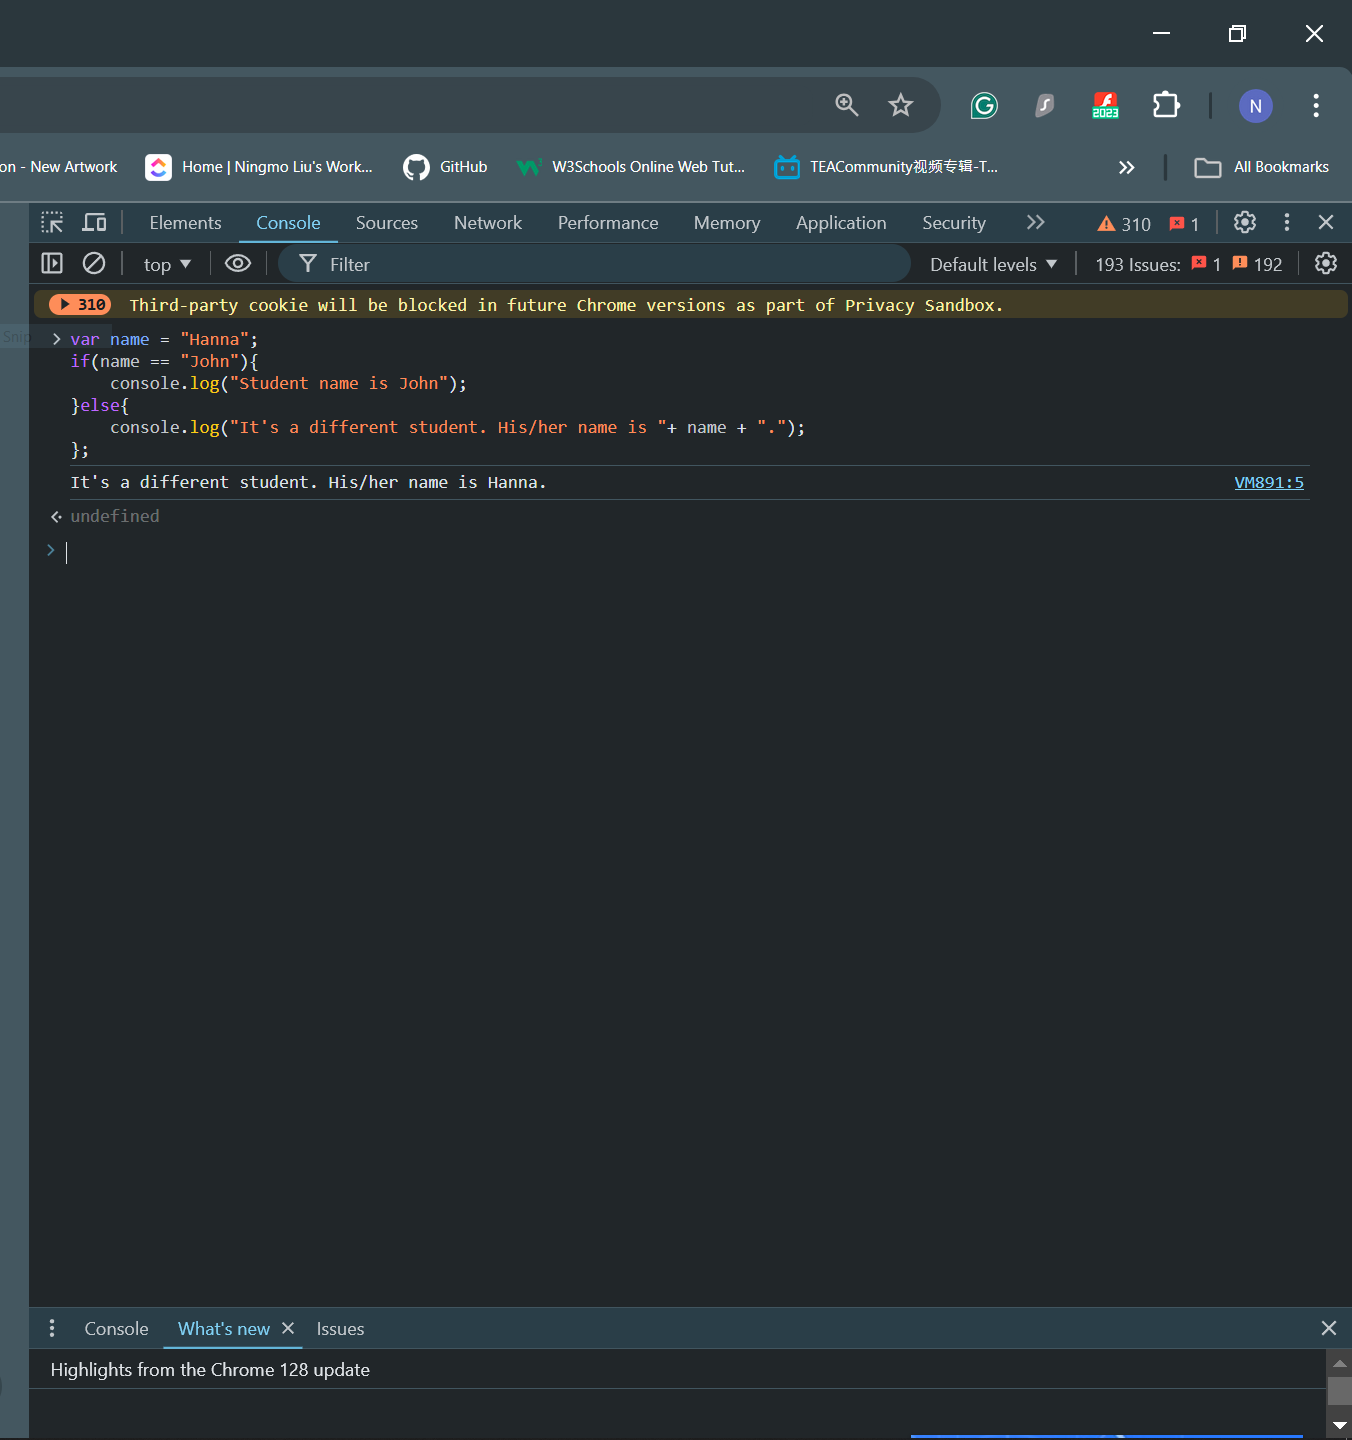 on - New Artwork
Home | Ningmo Liu's Work...
GitHub
W3Schools Online Web Tut...
TEACommunity视频专辑-T...
All Bookmarks
2023
N
Elements Console Sources Network Performance Memory Application Security
310 1
top
Filter
Default levels
193 Issues: 1 192
310 Third-party cookie will be blocked in future Chrome versions as part of Privacy Sandbox.
Snip
> var name = "Hanna";
if(name == "John"){
console.log("Student name is John");
}else{
console.log("It's a different student. His/her name is "+ name + ".");
};
It's a different student. His/her name is Hanna. VM891:5
undefined
>
Console What's new Issues
Highlights from the Chrome 128 update